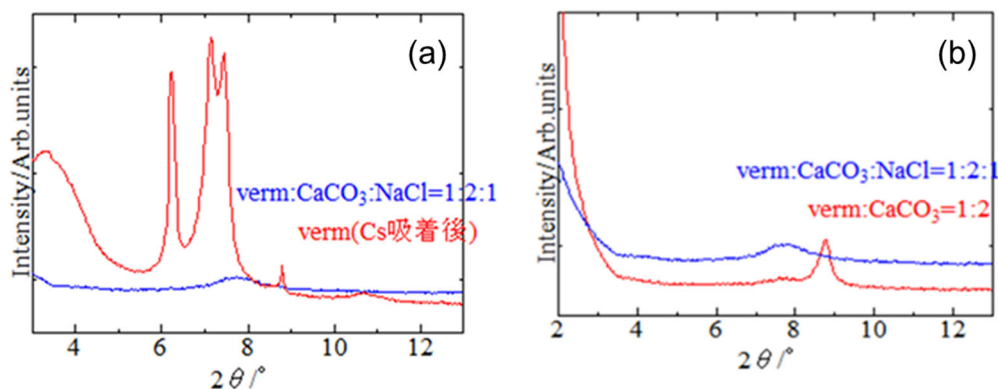 (a)
Intensity/Arb.units
verm:CaCO₃:NaCl=1:2:1
verm(Cs吸着後)
4 6 8 10 12
2θ/°
(b)
Intensity/Arb.units
verm:CaCO₃:NaCl=1:2:1
verm:CaCO₃=1:2
2 4 6 8 10 12
2θ/°